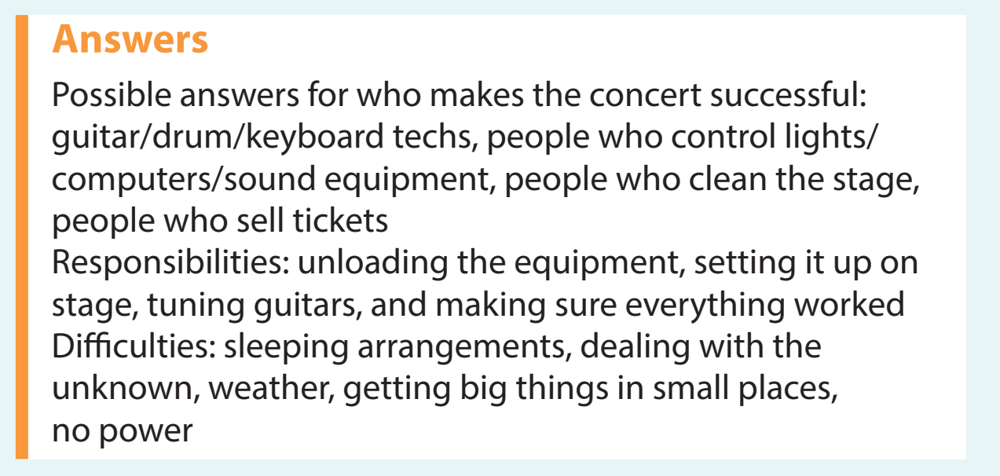 Answers
Possible answers for who makes the concert successful:
guitar/drum/keyboard techs, people who control lights/
computers/sound equipment, people who clean the stage,
people who sell tickets
Responsibilities: unloading the equipment, setting it up on
stage, tuning guitars, and making sure everything worked
Difficulties: sleeping arrangements, dealing with the
unknown, weather, getting big things in small places,
no power